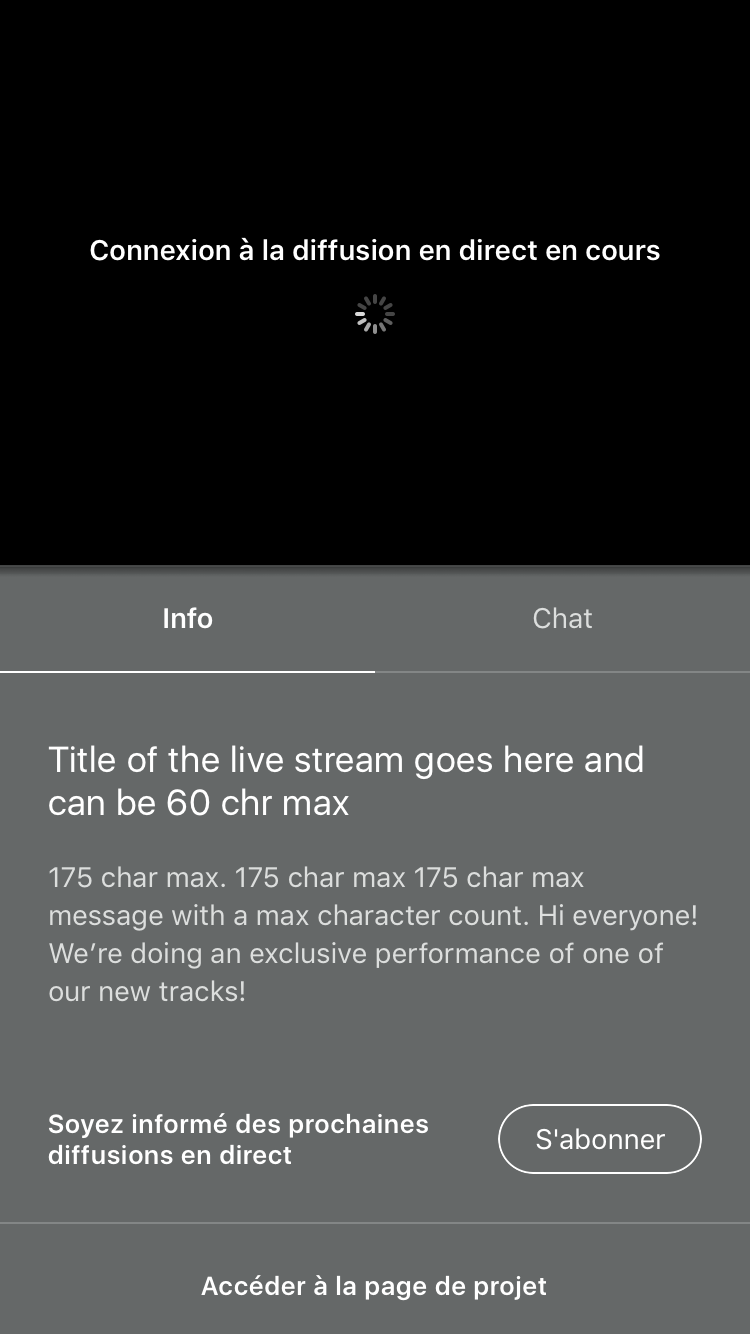 Connexion à la diffusion en direct en cours
Info
Chat
Title of the live stream goes here and
can be 60 chr max
175 char max. 175 char max 175 char max
message with a max character count. Hi everyone!
We’re doing an exclusive performance of one of
our new tracks!
Soyez informé des prochaines
diffusions en direct
S'abonner
Accéder à la page de projet